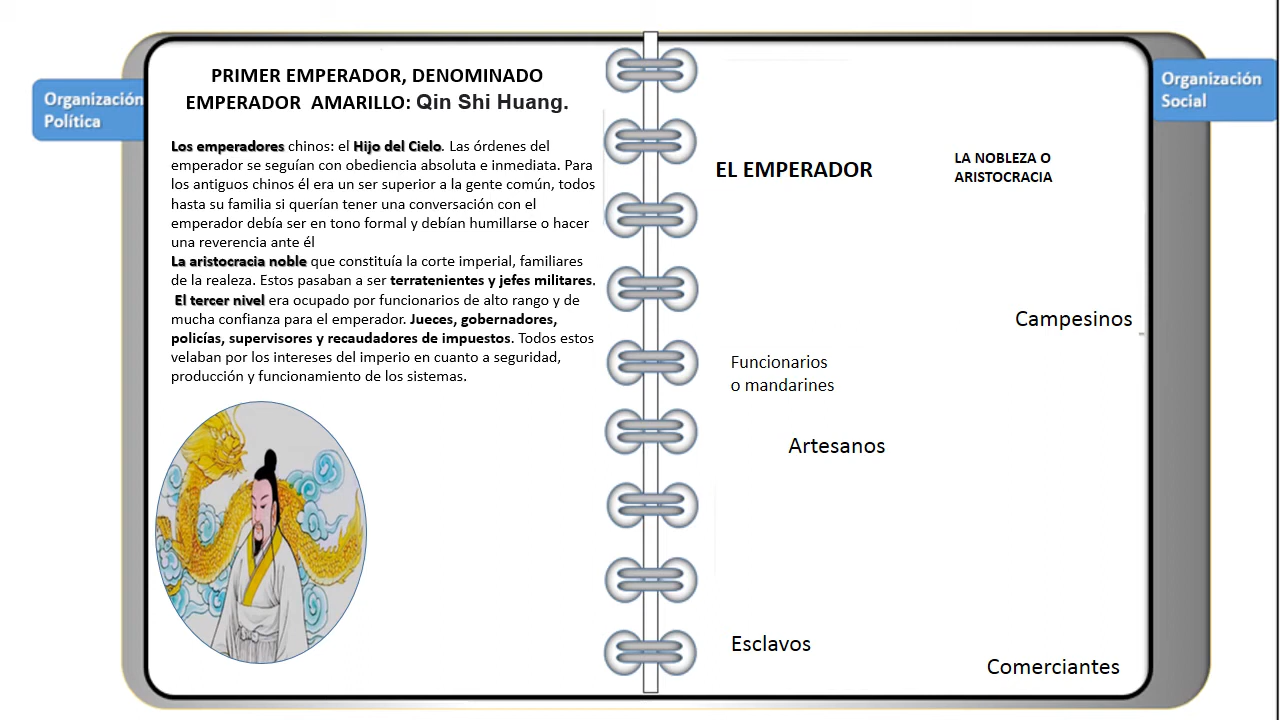 Organización
Política
PRIMER EMPERADOR, DENOMINADO
EMPERADOR AMARILLO: Qin Shi Huang.
Los emperadores chinos: el Hijo del Cielo. Las órdenes del
emperador se seguían con obediencia absoluta e inmediata. Para
los antiguos chinos él era un ser superior a la gente común, todos
hasta su familia si querían tener una conversación con el
emperador debía ser en tono formal y debían humillarse o hacer
una reverencia ante él
La aristocracia noble que constituía la corte imperial, familiares
de la realeza. Estos pasaban a ser terratenientes y jefes militares.
El tercer nivel era ocupado por funcionarios de alto rango y de
mucha confianza para el emperador. Jueces, gobernadores,
policías, supervisores y recaudadores de impuestos. Todos estos
velaban por los intereses del imperio en cuanto a seguridad,
producción y funcionamiento de los sistemas.
Organización
Social
EL EMPERADOR
LA NOBLEZA O
ARISTOCRACIA
Campesinos
Funcionarios
o mandarines
Artesanos
Esclavos
Comerciantes